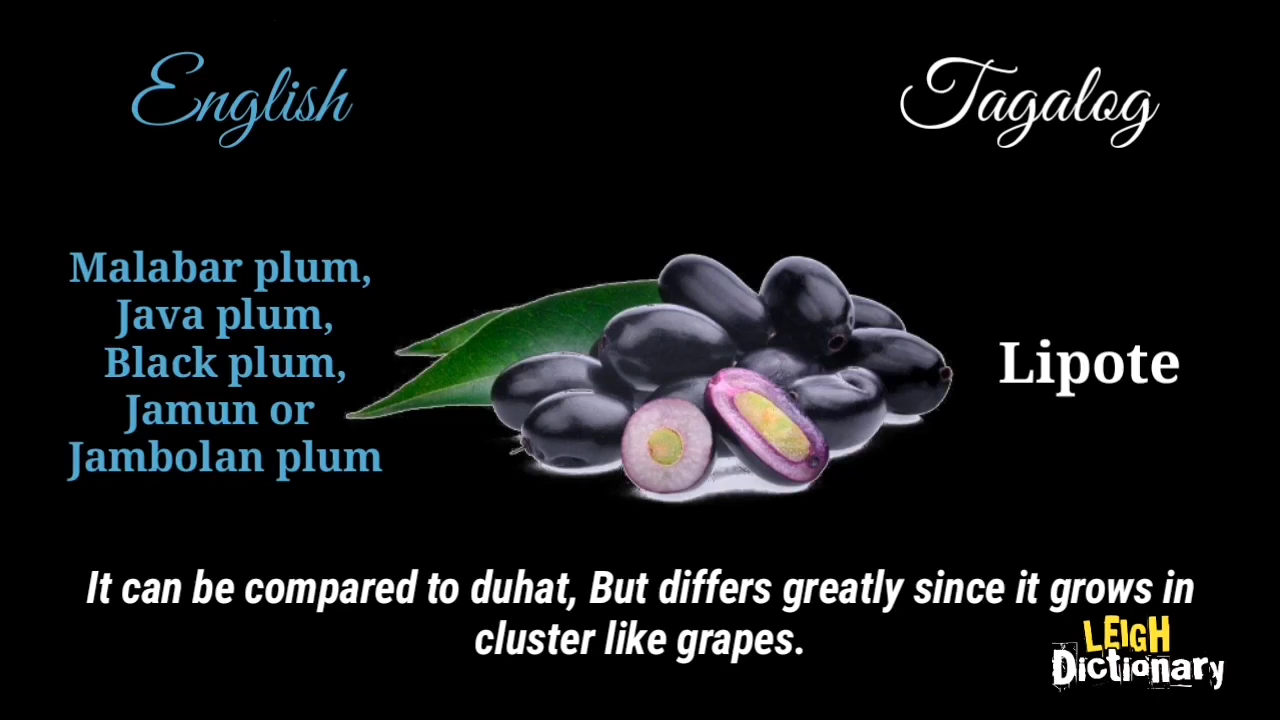 English
Tagalog
Malabar plum,
Java plum,
Black plum,
Jamun or
Jambolan plum
Lipote
It can be compared to duhat, But differs greatly since it grows in
cluster like grapes.
LEIGH
Dictionary